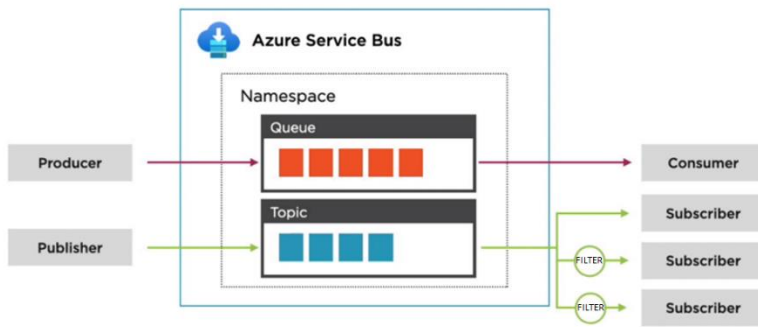 Azure Service Bus
Namespace
Queue
Producer
Consumer
Topic
Subscriber
Publisher
FILTER
Subscriber
FILTER
Subscriber